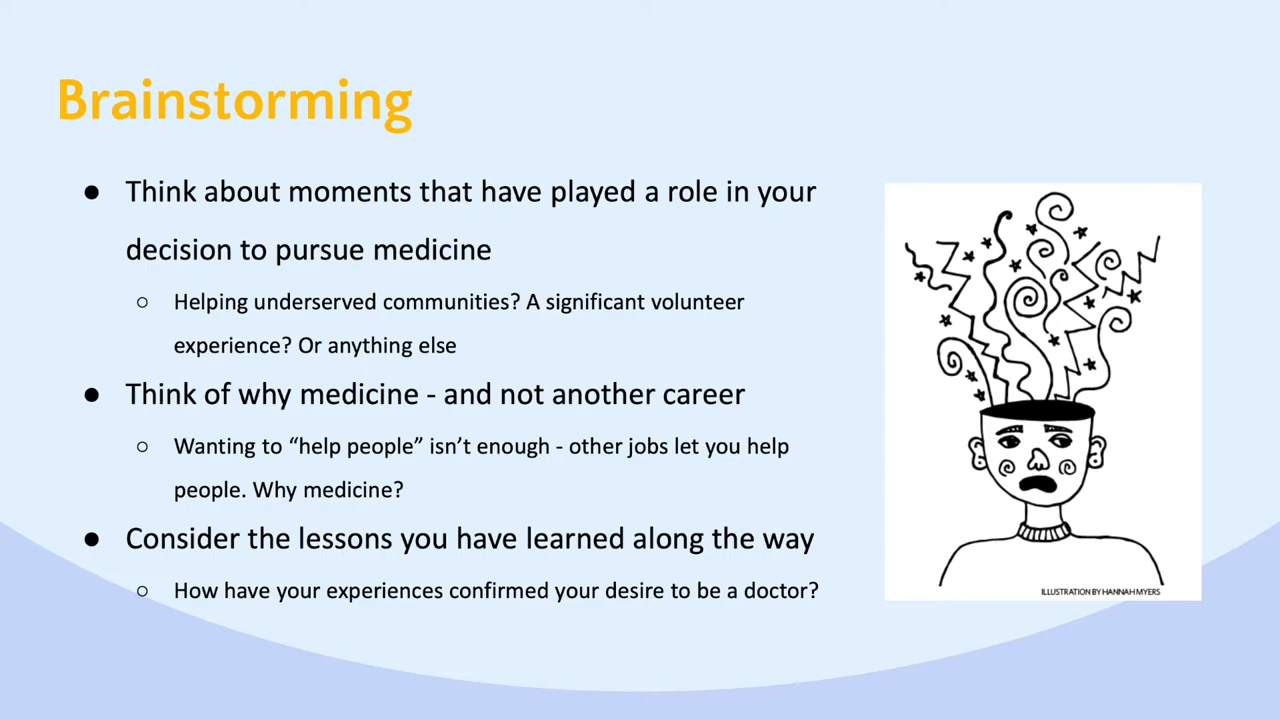 Brainstorming
● Think about moments that have played a role in your
decision to pursue medicine
○ Helping underserved communities? A significant volunteer
experience? Or anything else
● Think of why medicine - and not another career
○ Wanting to “help people” isn’t enough - other jobs let you help
people. Why medicine?
● Consider the lessons you have learned along the way
○ How have your experiences confirmed your desire to be a doctor?
ILLUSTRATION BY HANNAH MYERS